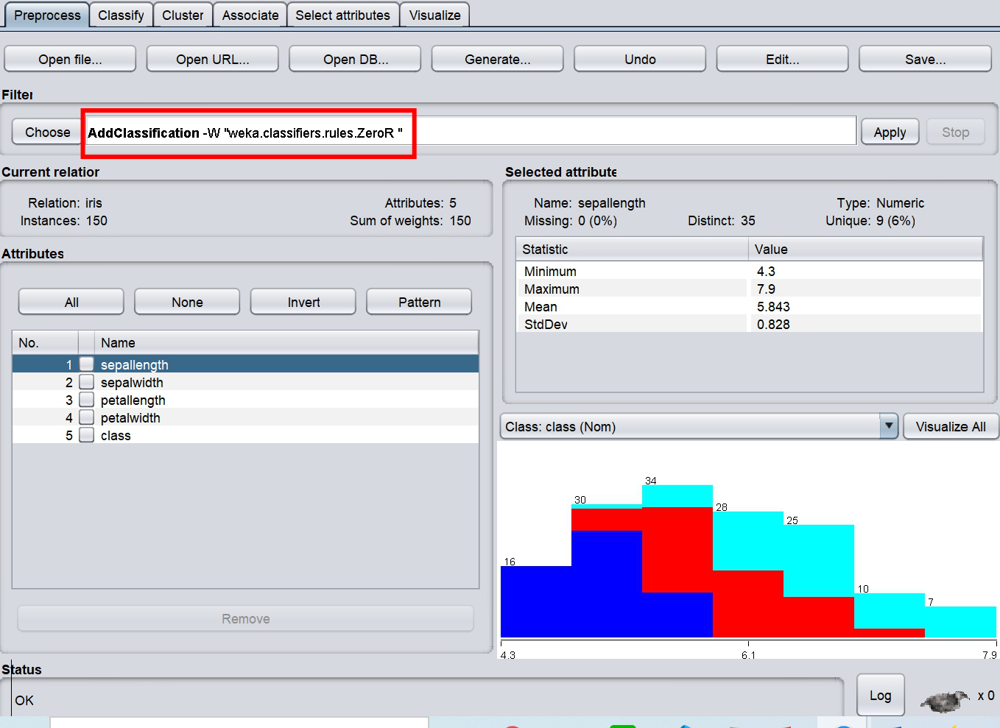 Preprocess Classify Cluster Associate Select attributes Visualize
Open file... Open URL... Open DB... Generate... Undo Edit... Save...
Filter
Choose AddClassification -W "weka.classifiers.rules.ZeroR " Apply Stop
Current relation
Relation: iris Attributes: 5
Instances: 150 Sum of weights: 150
Attributes
All None Invert Pattern
No. Name
1 sepallength
2 sepalwidth
3 petallength
4 petalwidth
5 class
Remove
Selected attribute
Name: sepallength Type: Numeric
Missing: 0 (0%) Distinct: 35 Unique: 9 (6%)
Statistic Value
Minimum 4.3
Maximum 7.9
Mean 5.843
StdDev 0.828
Class: class (Nom) Visualize All
16 30 34 28 25 10 7
4.3 6.1 7.9
Status
OK
Log x 0